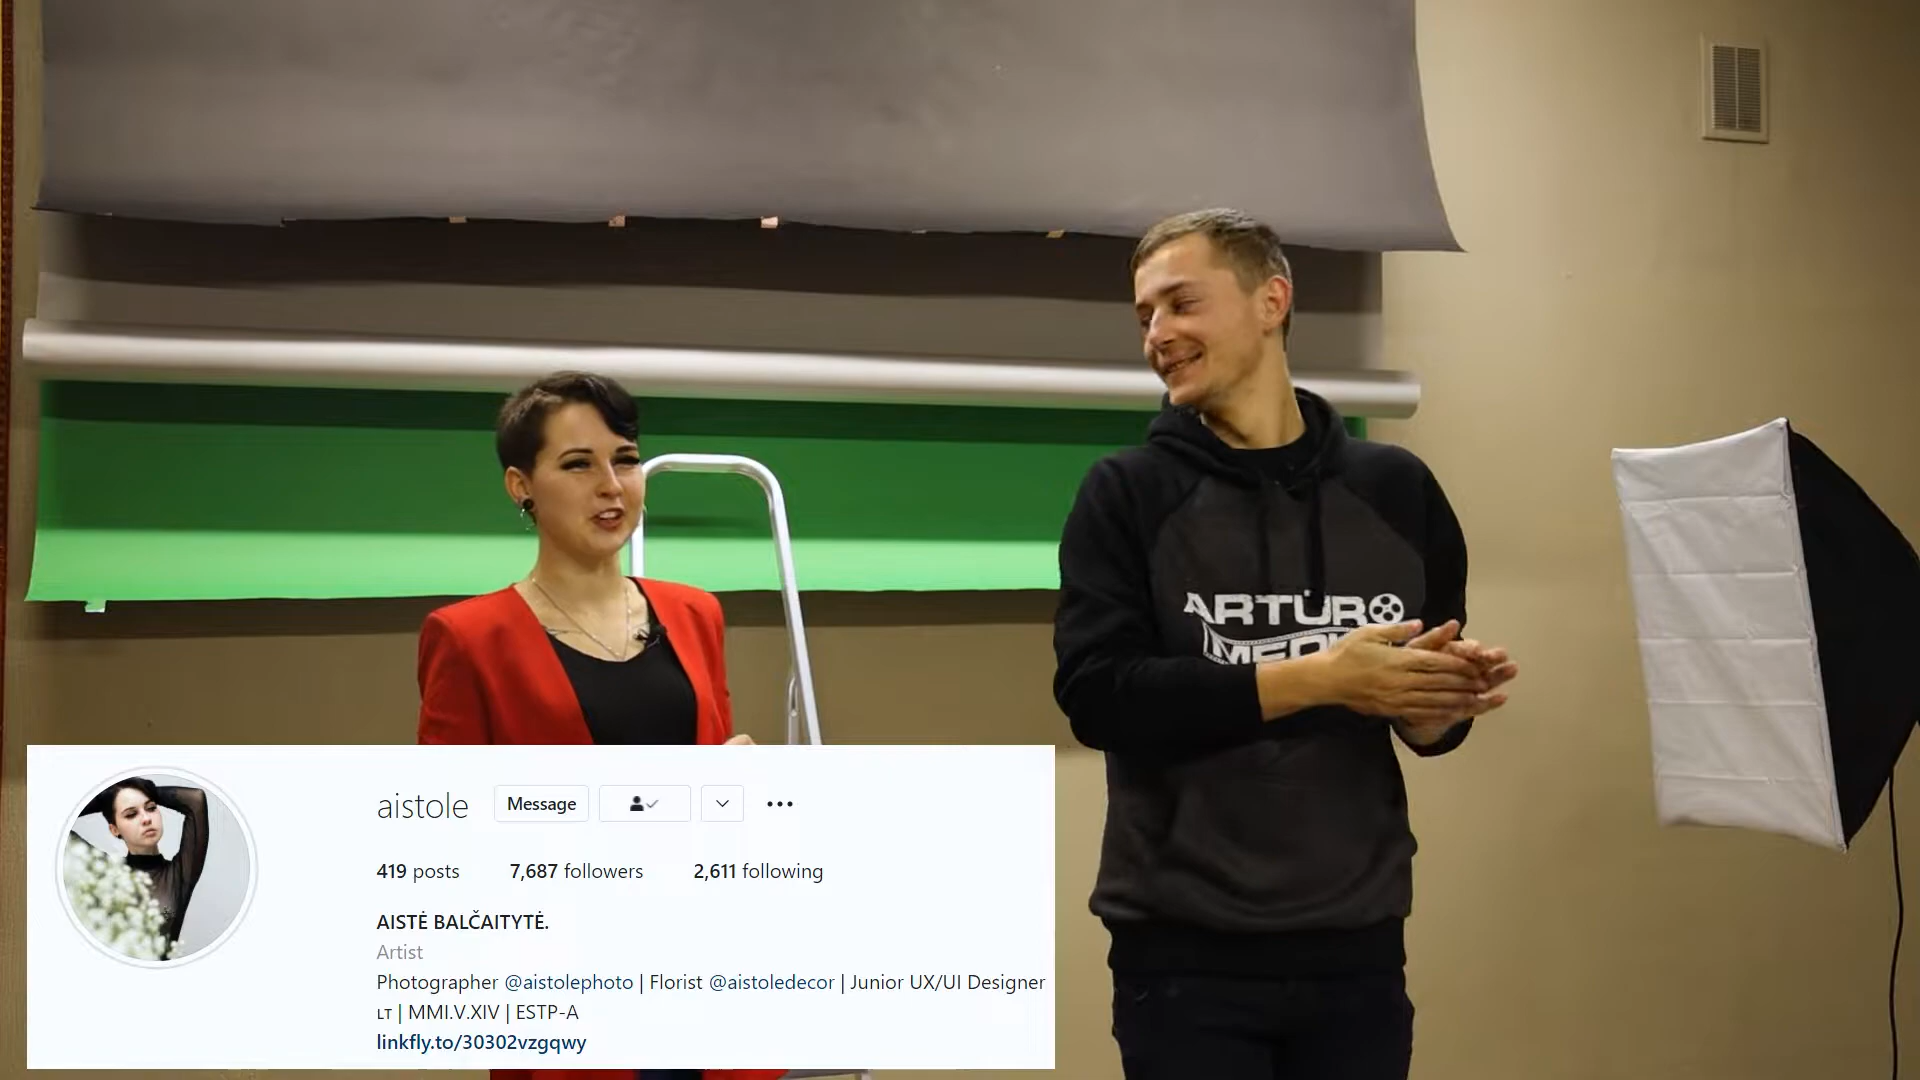 ARTŪRO
aistole Message
419 posts 7,687 followers 2,611 following
AISTĖ BALČAITYTĖ.
Artist
Photographer @aistolephoto | Florist @aistoledecor | Junior UX/UI Designer
LT | MMI.V.XIV | ESTP-A
linkfly.to/30302vzgqwy